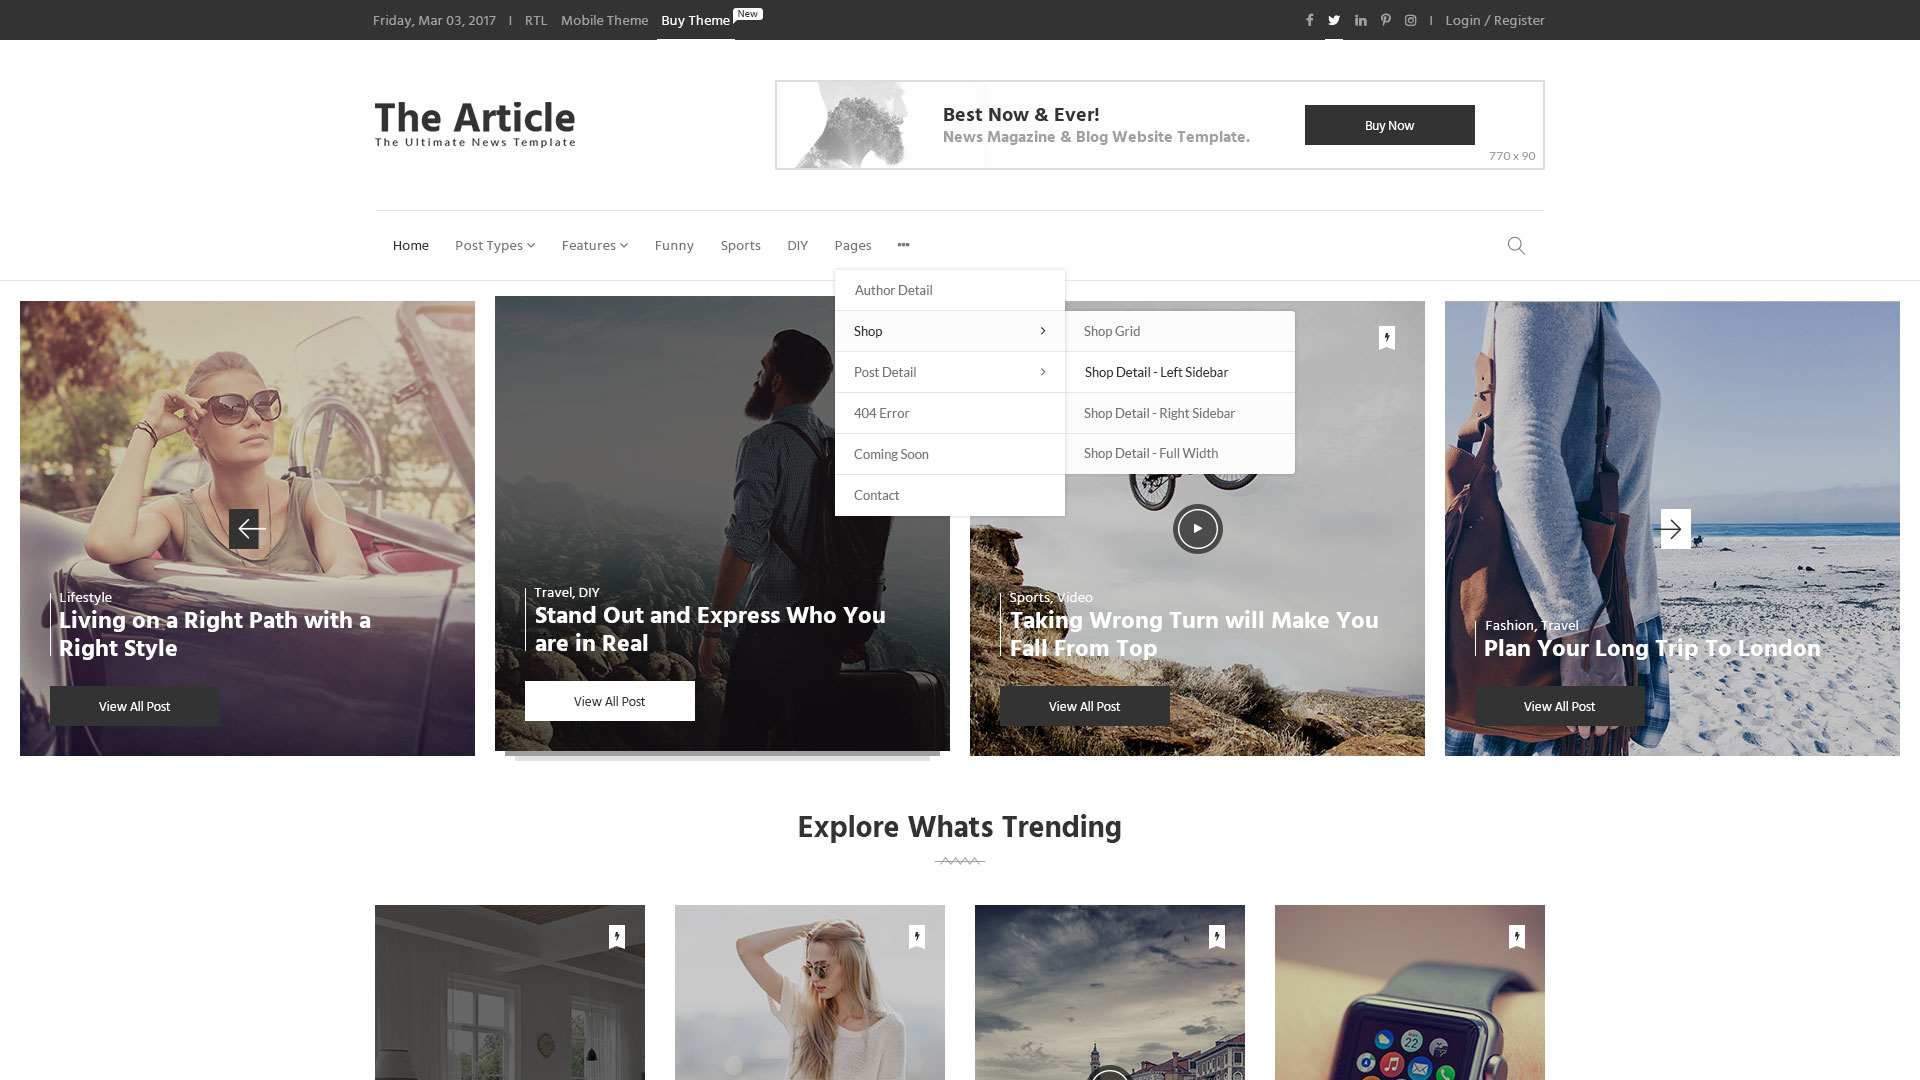 Friday, Mar 03, 2017 | RTL Mobile Theme Buy Theme New
Login / Register
The Article
The Ultimate News Template
Best Now & Ever!
News Magazine & Blog Website Template.
Buy Now
770 x 90
Home Post Types Features Funny Sports DIY Pages
Author Detail
Shop
Post Detail
404 Error
Coming Soon
Contact
Shop Grid
Shop Detail - Left Sidebar
Shop Detail - Right Sidebar
Shop Detail - Full Width
Lifestyle
Living on a Right Path with a
Right Style
View All Post
Travel, DIY
Stand Out and Express Who You
are in Real
View All Post
Sports, Video
Taking Wrong Turn will Make You
Fall From Top
View All Post
Fashion, Travel
Plan Your Long Trip To London
View All Post
Explore Whats Trending
22